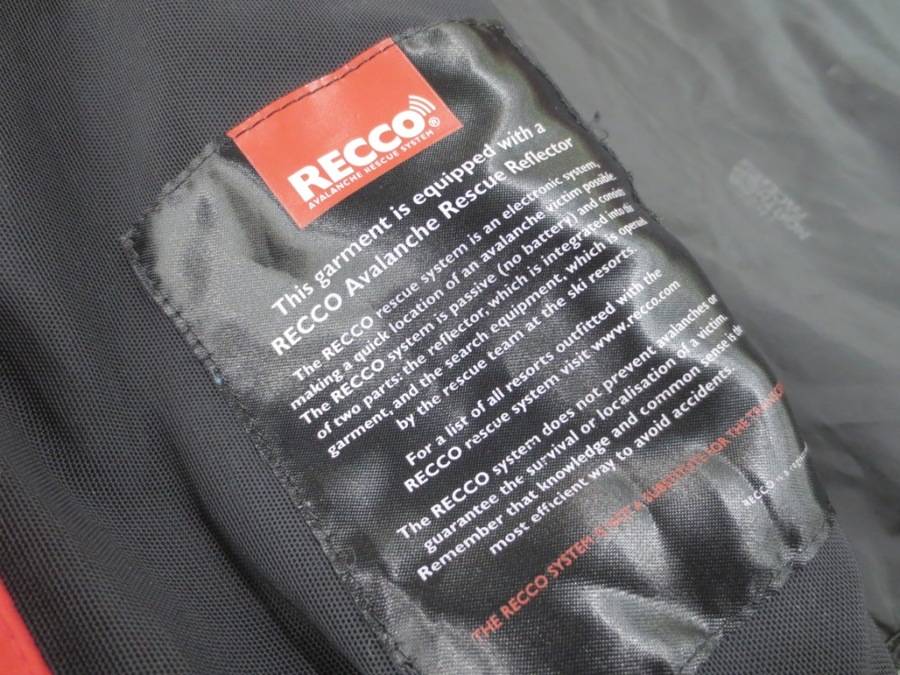 RECCO®
AVALANCHE RESCUE SYSTEM
This garment is equipped with a
RECCO Avalanche Rescue Reflector
The RECCO rescue system is an electronic system,
making a quick location of an avalanche victim possible.
The RECCO system is passive (no battery) and consists
of two parts: the reflector, which is integrated into the
garment, and the search equipment, which is
by the rescue team at the ski resorts.
For a list of all resorts outfitted with the
RECCO rescue system visit www.recco.com
The RECCO system does not prevent avalanches or
guarantee the survival or localisation of a victim.
Remember that knowledge and common sense is the
most efficient way to avoid accidents.
THE RECCO SYSTEM IS NOT A SUBSTITUTE FOR THE
RECCO is a